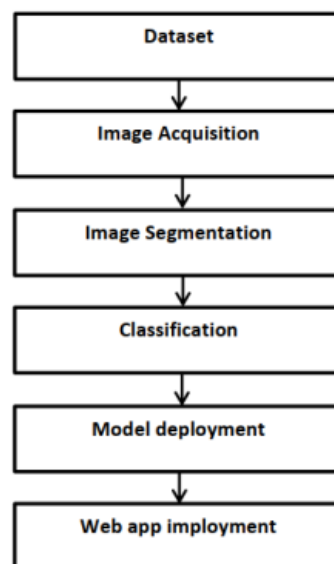 Dataset
Image Acquisition
Image Segmentation
Classification
Model deployment
Web app imployment